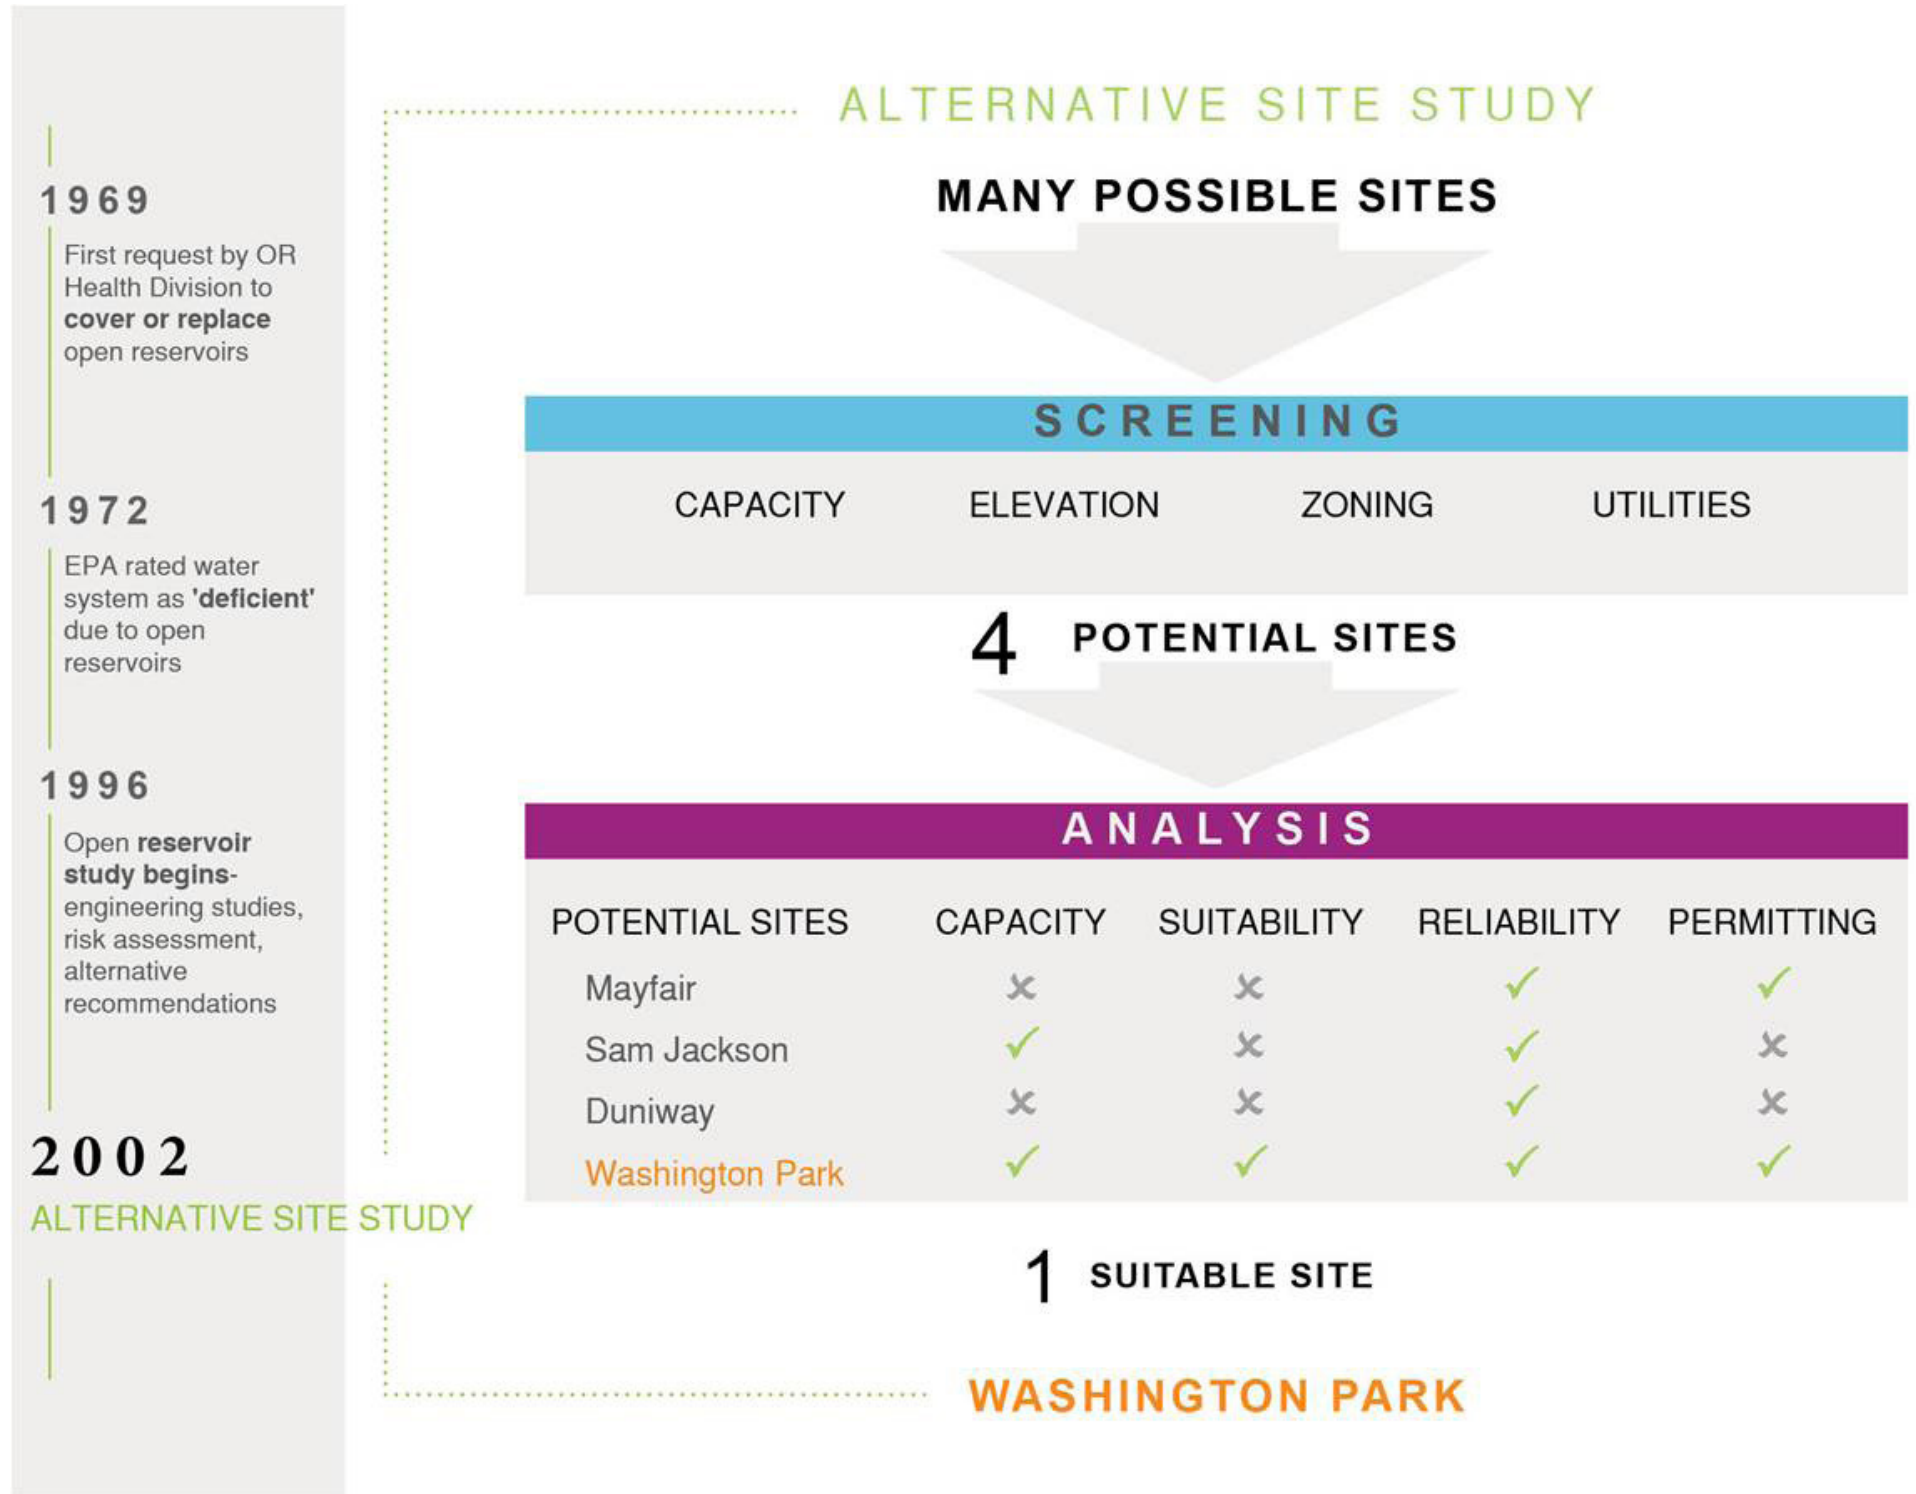 1969
First request by OR
Health Division to
cover or replace
open reservoirs
1972
EPA rated water
system as 'deficient'
due to open
reservoirs
1996
Open reservoir
study begins-
engineering studies,
risk assessment,
alternative
recommendations
2002
ALTERNATIVE SITE STUDY
ALTERNATIVE SITE STUDY
MANY POSSIBLE SITES
SCREENING
CAPACITY ELEVATION ZONING UTILITIES
4 POTENTIAL SITES
ANALYSIS
POTENTIAL SITES CAPACITY SUITABILITY RELIABILITY PERMITTING
Mayfair
Sam Jackson
Duniway
Washington Park
1 SUITABLE SITE
WASHINGTON PARK